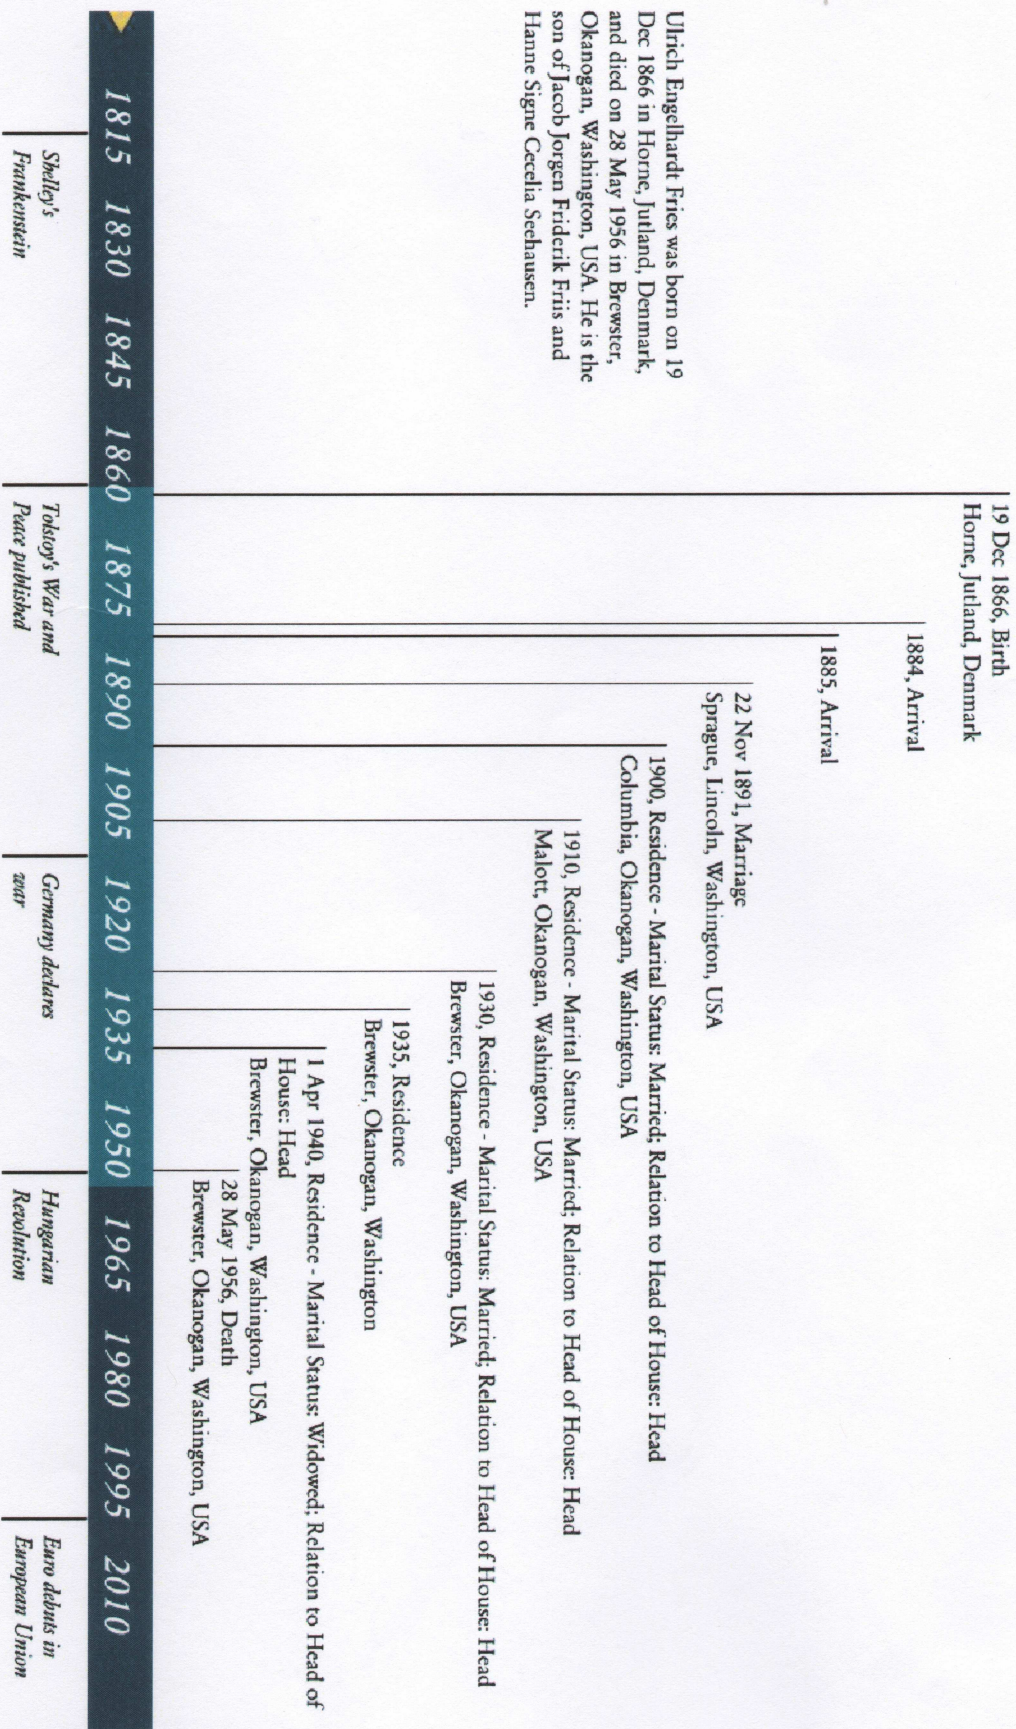 19 Dec 1866, Birth
Horne, Jutland, Denmark
1884, Arrival
1885, Arrival
22 Nov 1891, Marriage
Sprague, Lincoln, Washington, USA
Ulrich Engelhardt Fries was born on 19
Dec 1866 in Horne, Jutland, Denmark,
and died on 28 May 1956 in Brewster,
Okanogan, Washington, USA. He is the
son of Jacob Jorgen Friderik Friis and
Hanne Signe Cecelia Seehausen.
1900, Residence - Marital Status: Married; Relation to Head of House: Head
Columbia, Okanogan, Washington, USA
1910, Residence - Marital Status: Married; Relation to Head of House: Head
Malott, Okanogan, Washington, USA
1930, Residence - Marital Status: Married; Relation to Head of House: Head
Brewster, Okanogan, Washington, USA
1935, Residence
Brewster, Okanogan, Washington
1 Apr 1940, Residence - Marital Status: Widowed; Relation to Head of
House: Head
Brewster, Okanogan, Washington, USA
28 May 1956, Death
Brewster, Okanogan, Washington, USA
1815 1830 1845 1860 1875 1890 1905 1920 1935 1950 1965 1980 1995 2010
Shelley's
Frankenstein
Tolstoy's War and
Peace published
Germany declares
war
Hungarian
Revolution
Euro debuts in
European Union